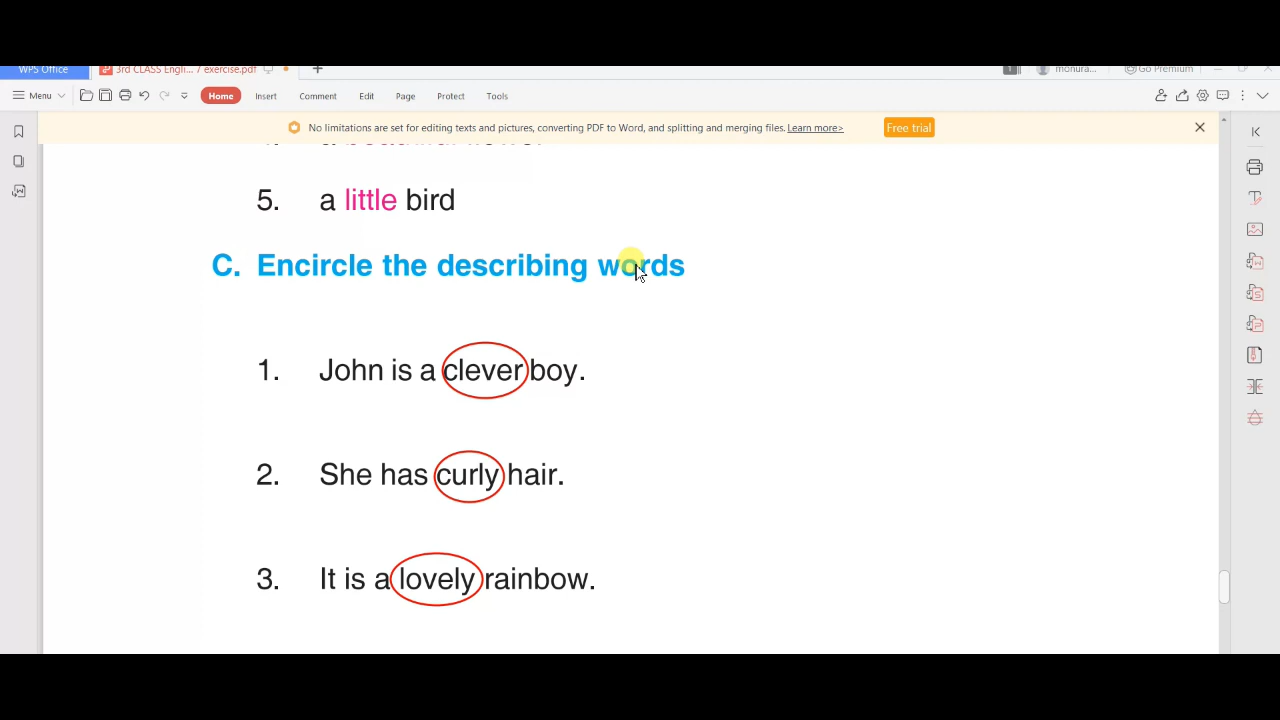 WPS Office 3rd CLASS Engli... 7 exercise.pdf monura... Go Premium
Menu Home Insert Comment Edit Page Protect Tools
No limitations are set for editing texts and pictures, converting PDF to Word, and splitting and merging files. Learn more> Free trial
5. a little bird
C. Encircle the describing words
1. John is a clever boy.
2. She has curly hair.
3. It is a lovely rainbow.